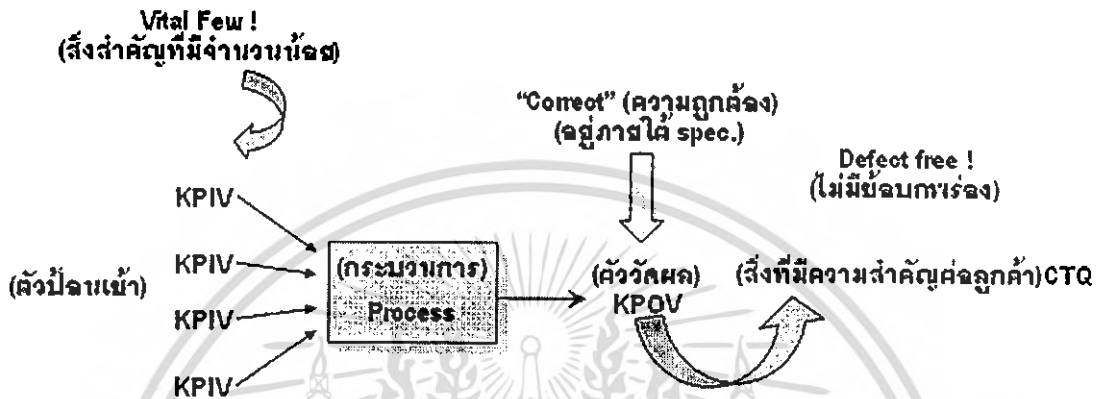 Vital Few !
(สิ่งสำคัญที่มีจำนวนน้อย)
"Correct" (ความถูกต้อง)
(อยู่ภายใต้ spec.)
Defect free !
(ไม่มีข้อบกพร่อง)
KPIV
KPIV
(ตัวป้อนเข้า)
KPIV
KPIV
(กระบวนการ)
Process
(ตัววัดผล)
KPOV
(สิ่งที่มีความสำคัญต่อลูกค้า) CTQ